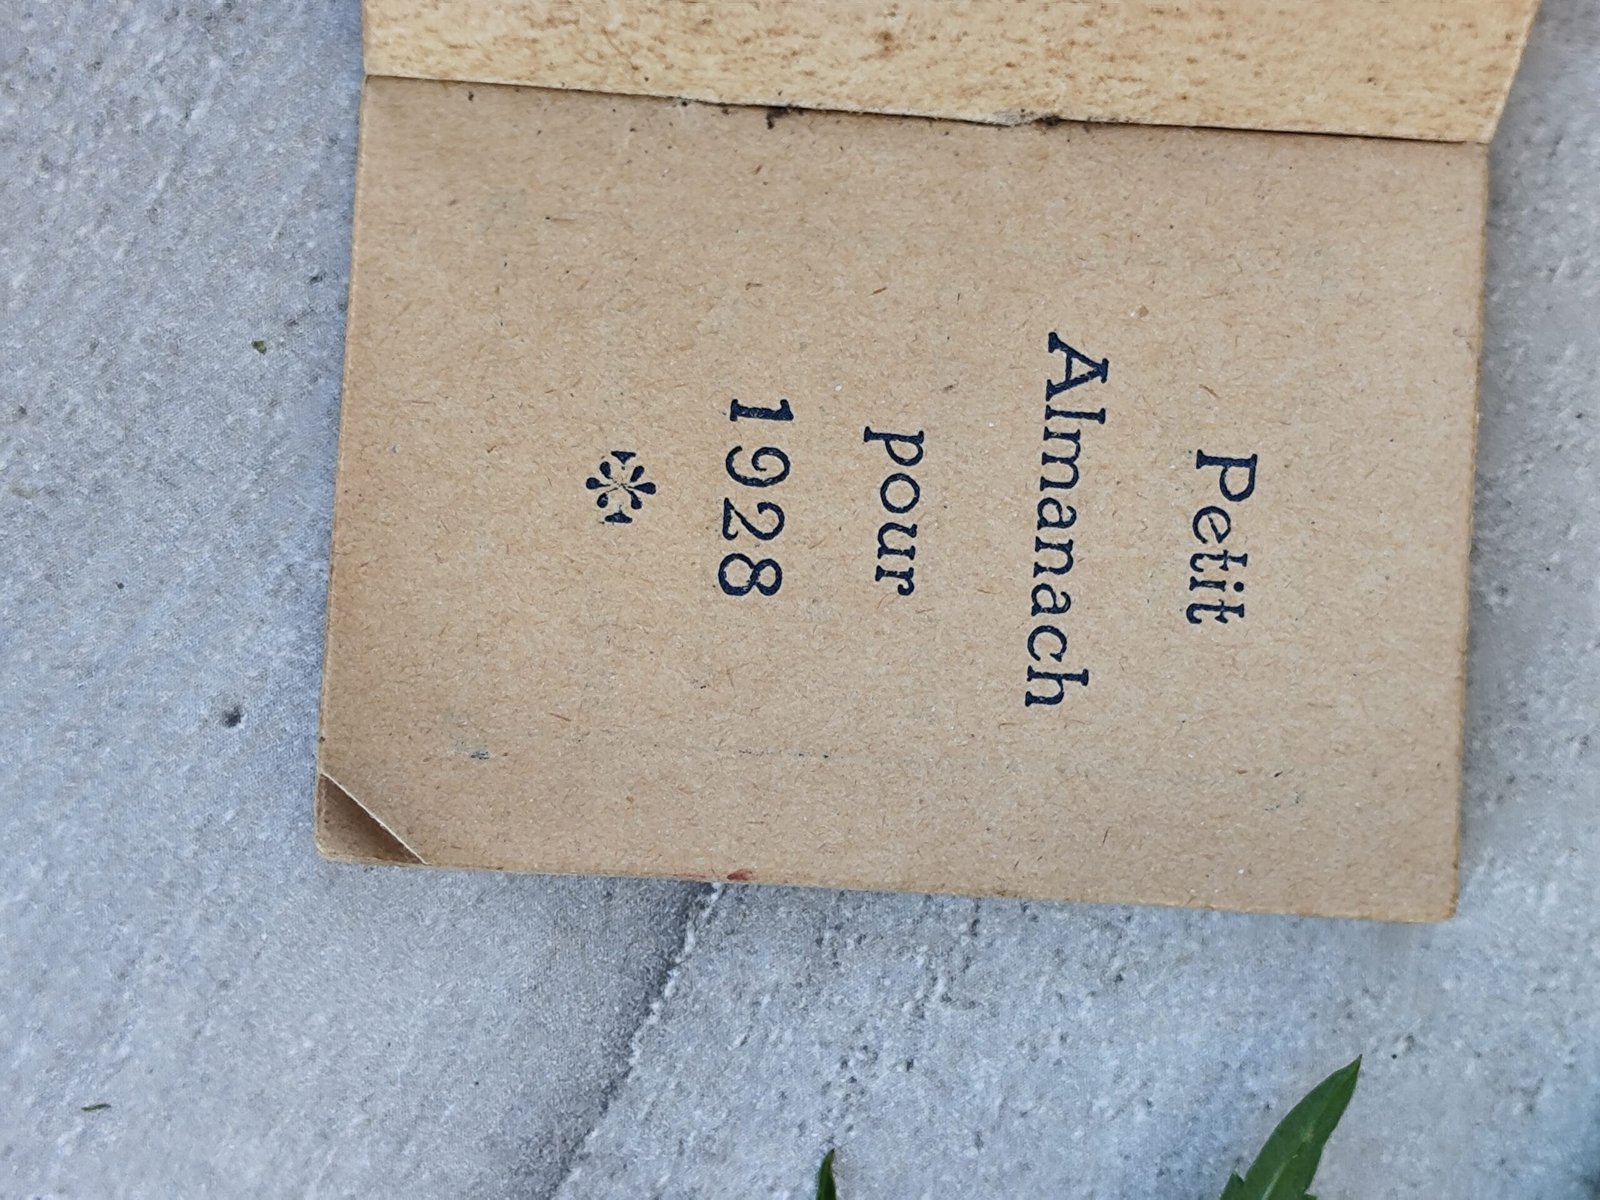 Petit
Almanach
pour
1928